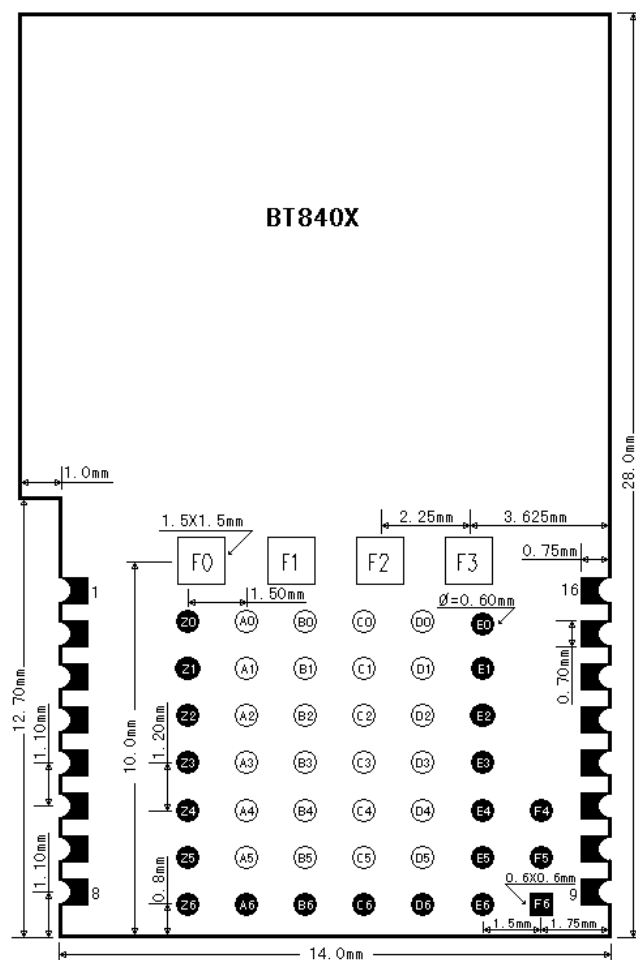 BT840X
1.0mm
28.0mm
1.5X1.5mm
2.25mm
3.625mm
F0 F1 F2 F3
0.75mm
1
16
1.50mm
Ø=0.60mm
Z0 A0 B0 C0 D0 E0
0.70mm
Z1 A1 B1 C1 D1 E1
12.70mm
10.0mm
1.10mm
1.20mm
Z2 A2 B2 C2 D2 E2
Z3 A3 B3 C3 D3 E3
Z4 A4 B4 C4 D4 E4 F4
Z5 A5 B5 C5 D5 E5 F5
1.10mm
0.8mm
0.6X0.6mm
8
9
Z6 A6 B6 C6 D6 E6 F6
1.5mm
1.75mm
14.0mm